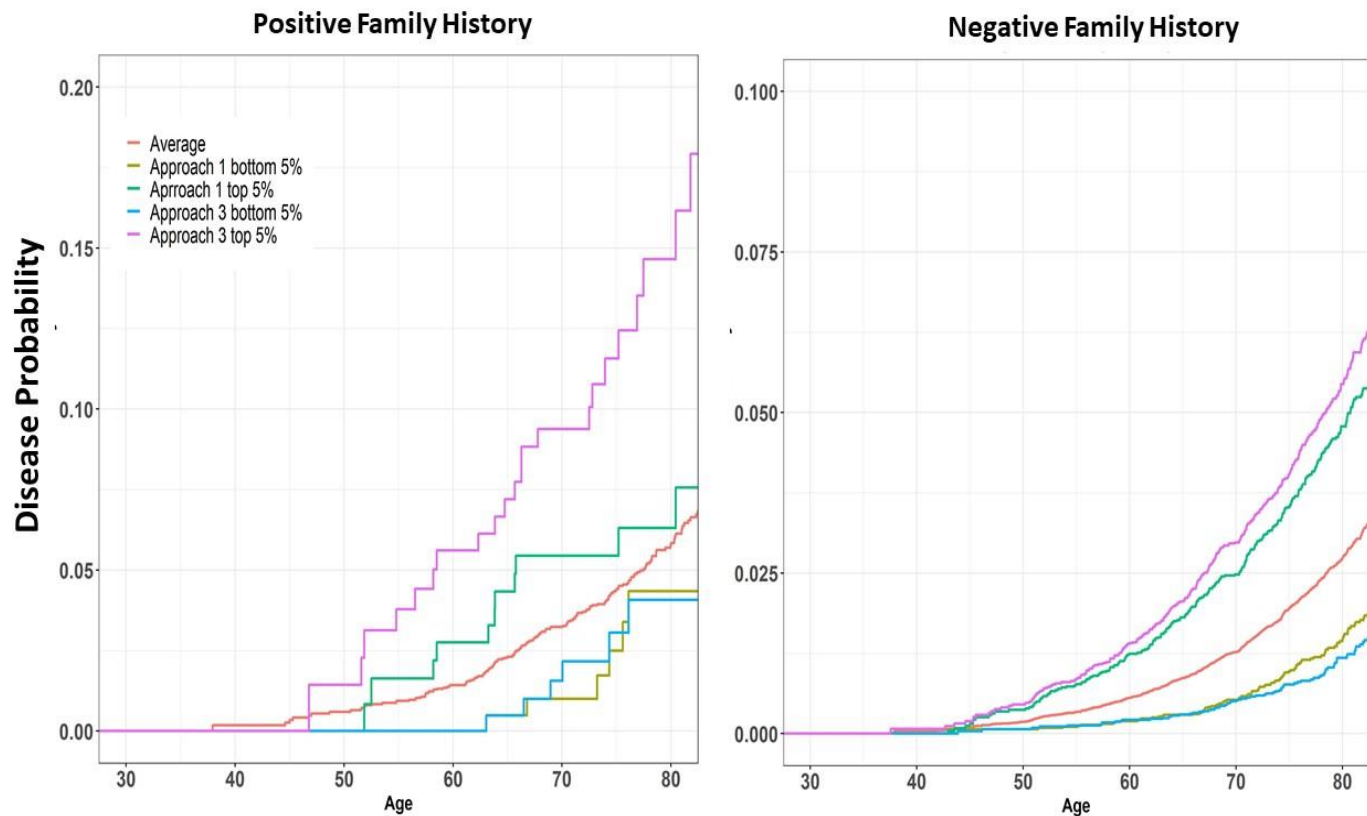 Positive Family History
0.20
0.15
0.10
0.05
0.00
Disease Probability
Average
Approach 1 bottom 5%
Aprroach 1 top 5%
Approach 3 bottom 5%
Approach 3 top 5%
30 40 50 60 70 80
Age
Negative Family History
0.100
0.075
0.050
0.025
0.000
30 40 50 60 70 80
Age